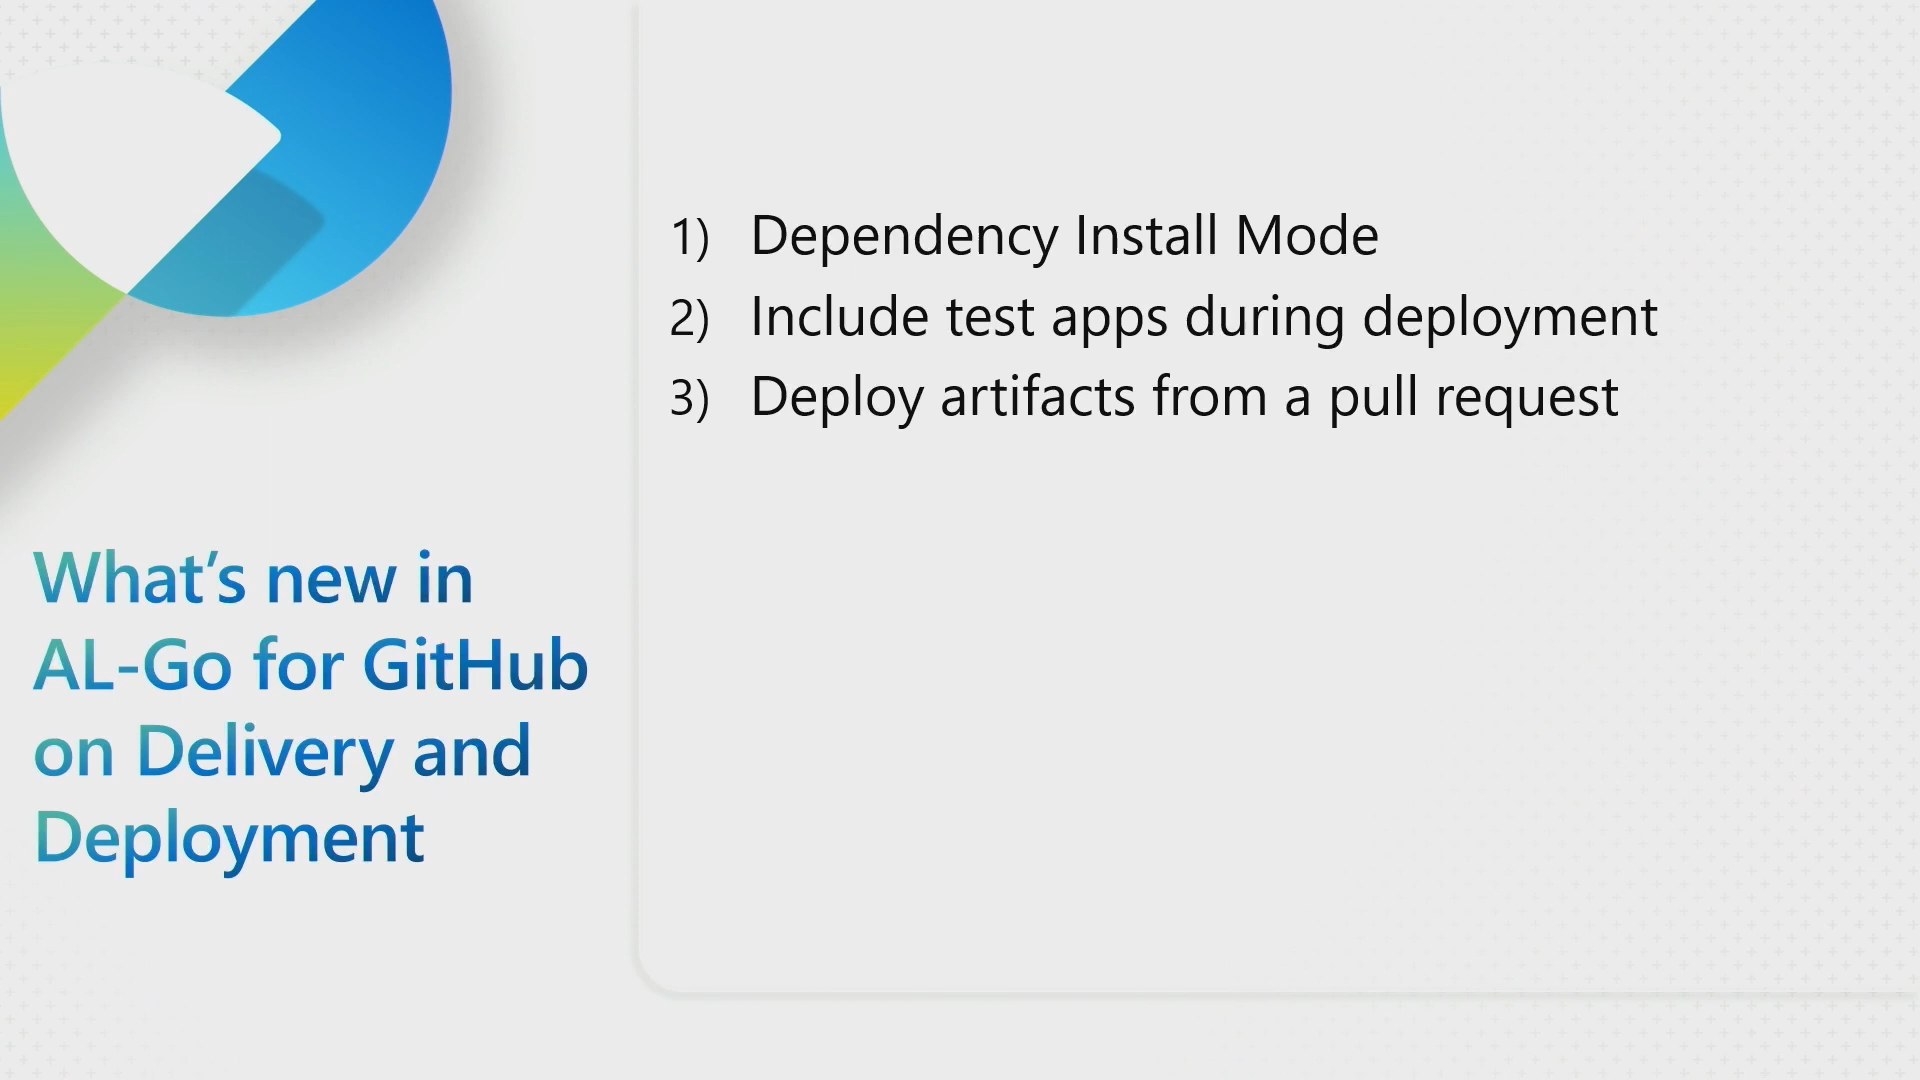 What’s new in
AL-Go for GitHub
on Delivery and
Deployment
1) Dependency Install Mode
2) Include test apps during deployment
3) Deploy artifacts from a pull request